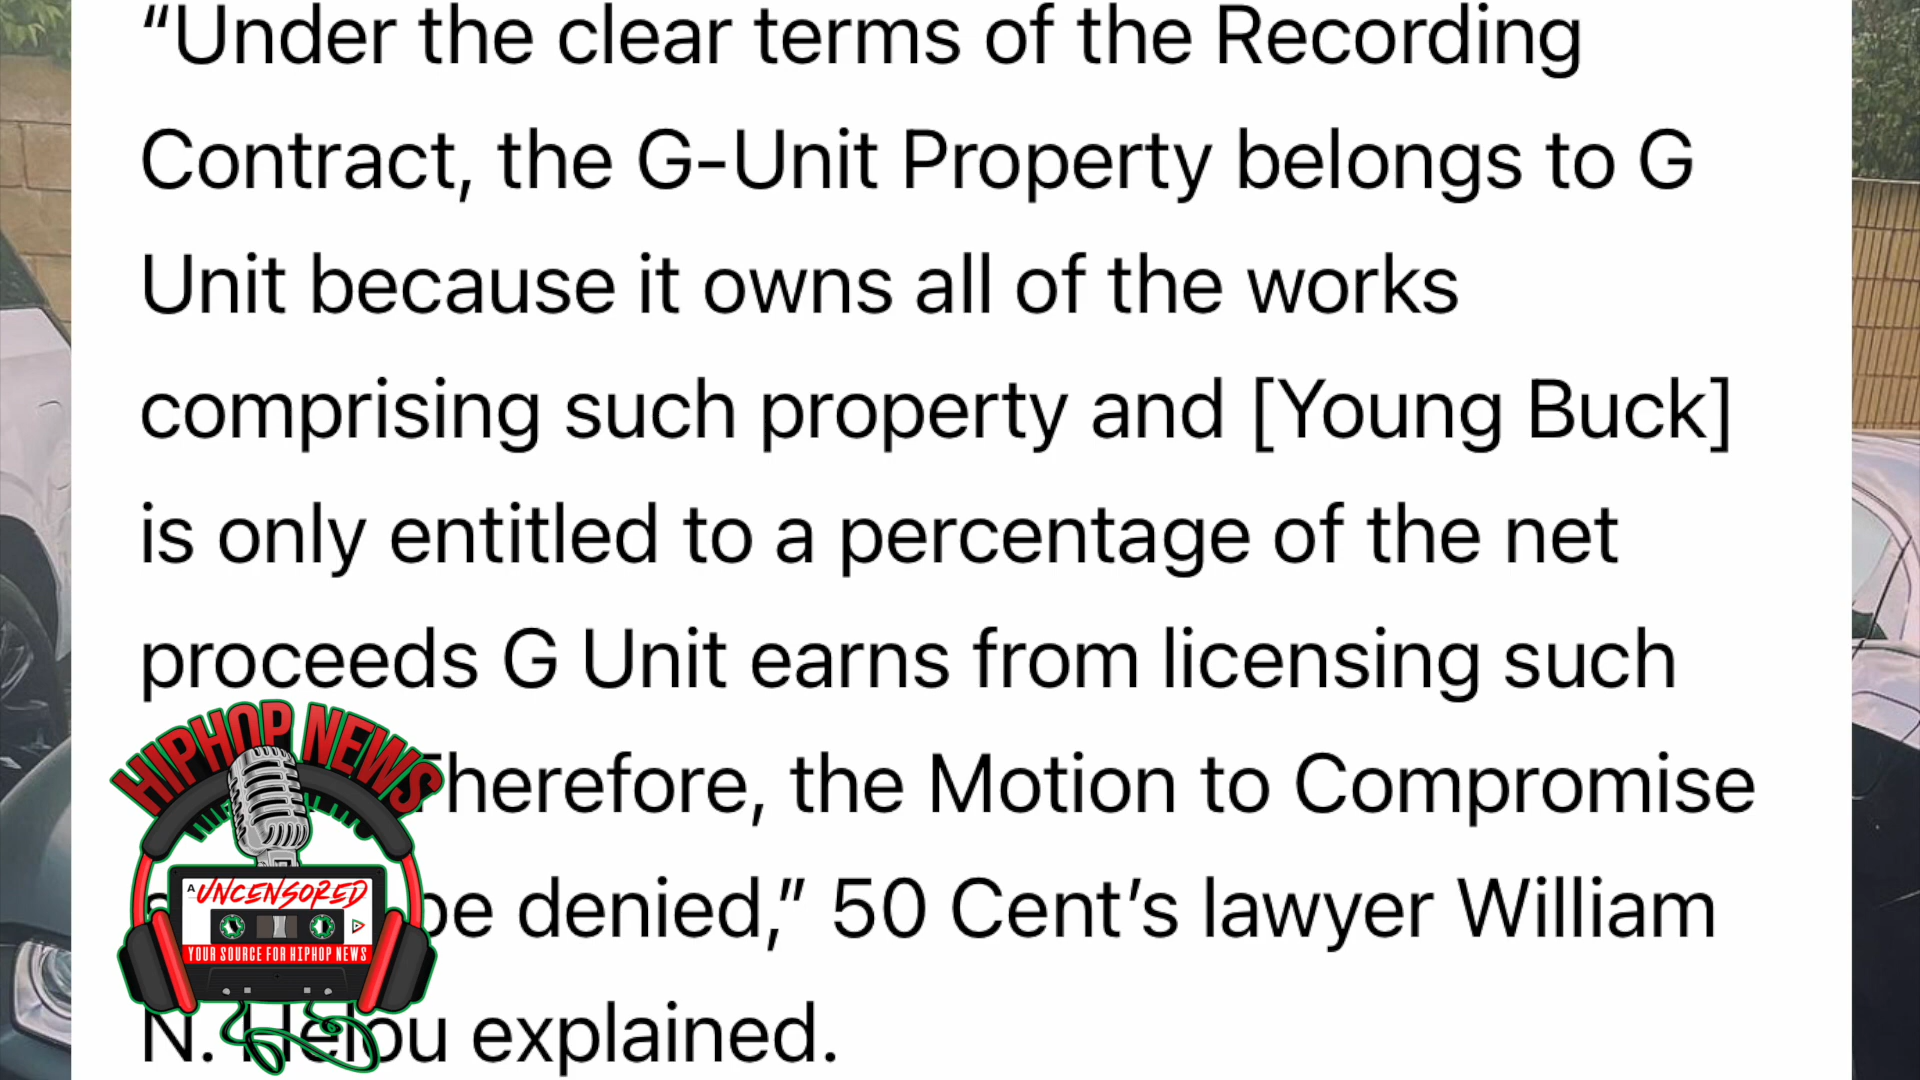 “Under the clear terms of the Recording
Contract, the G-Unit Property belongs to G
Unit because it owns all of the works
comprising such property and [Young Buck]
is only entitled to a percentage of the net
proceeds G Unit earns from licensing such
Therefore, the Motion to Compromise
be denied,” 50 Cent’s lawyer William
N. Helou explained.
HIPHOP NEWS
A UNCENSORED
YOUR SOURCE FOR HIPHOP NEWS